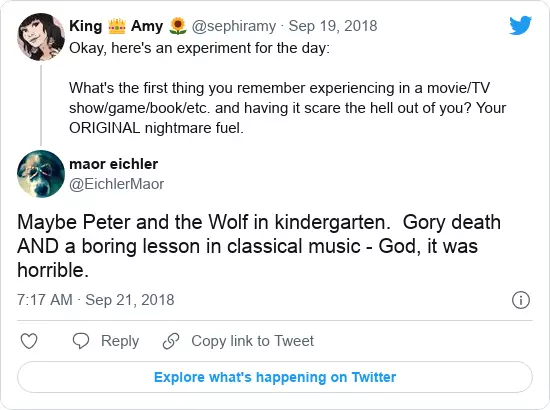 King 👑 Amy 🌻 @sephiramy · Sep 19, 2018
Okay, here's an experiment for the day:
What's the first thing you remember experiencing in a movie/TV
show/game/book/etc. and having it scare the hell out of you? Your
ORIGINAL nightmare fuel.
maor eichler
@EichlerMaor
Maybe Peter and the Wolf in kindergarten.  Gory death
AND a boring lesson in classical music - God, it was
horrible.
7:17 AM · Sep 21, 2018
Reply Copy link to Tweet
Explore what's happening on Twitter